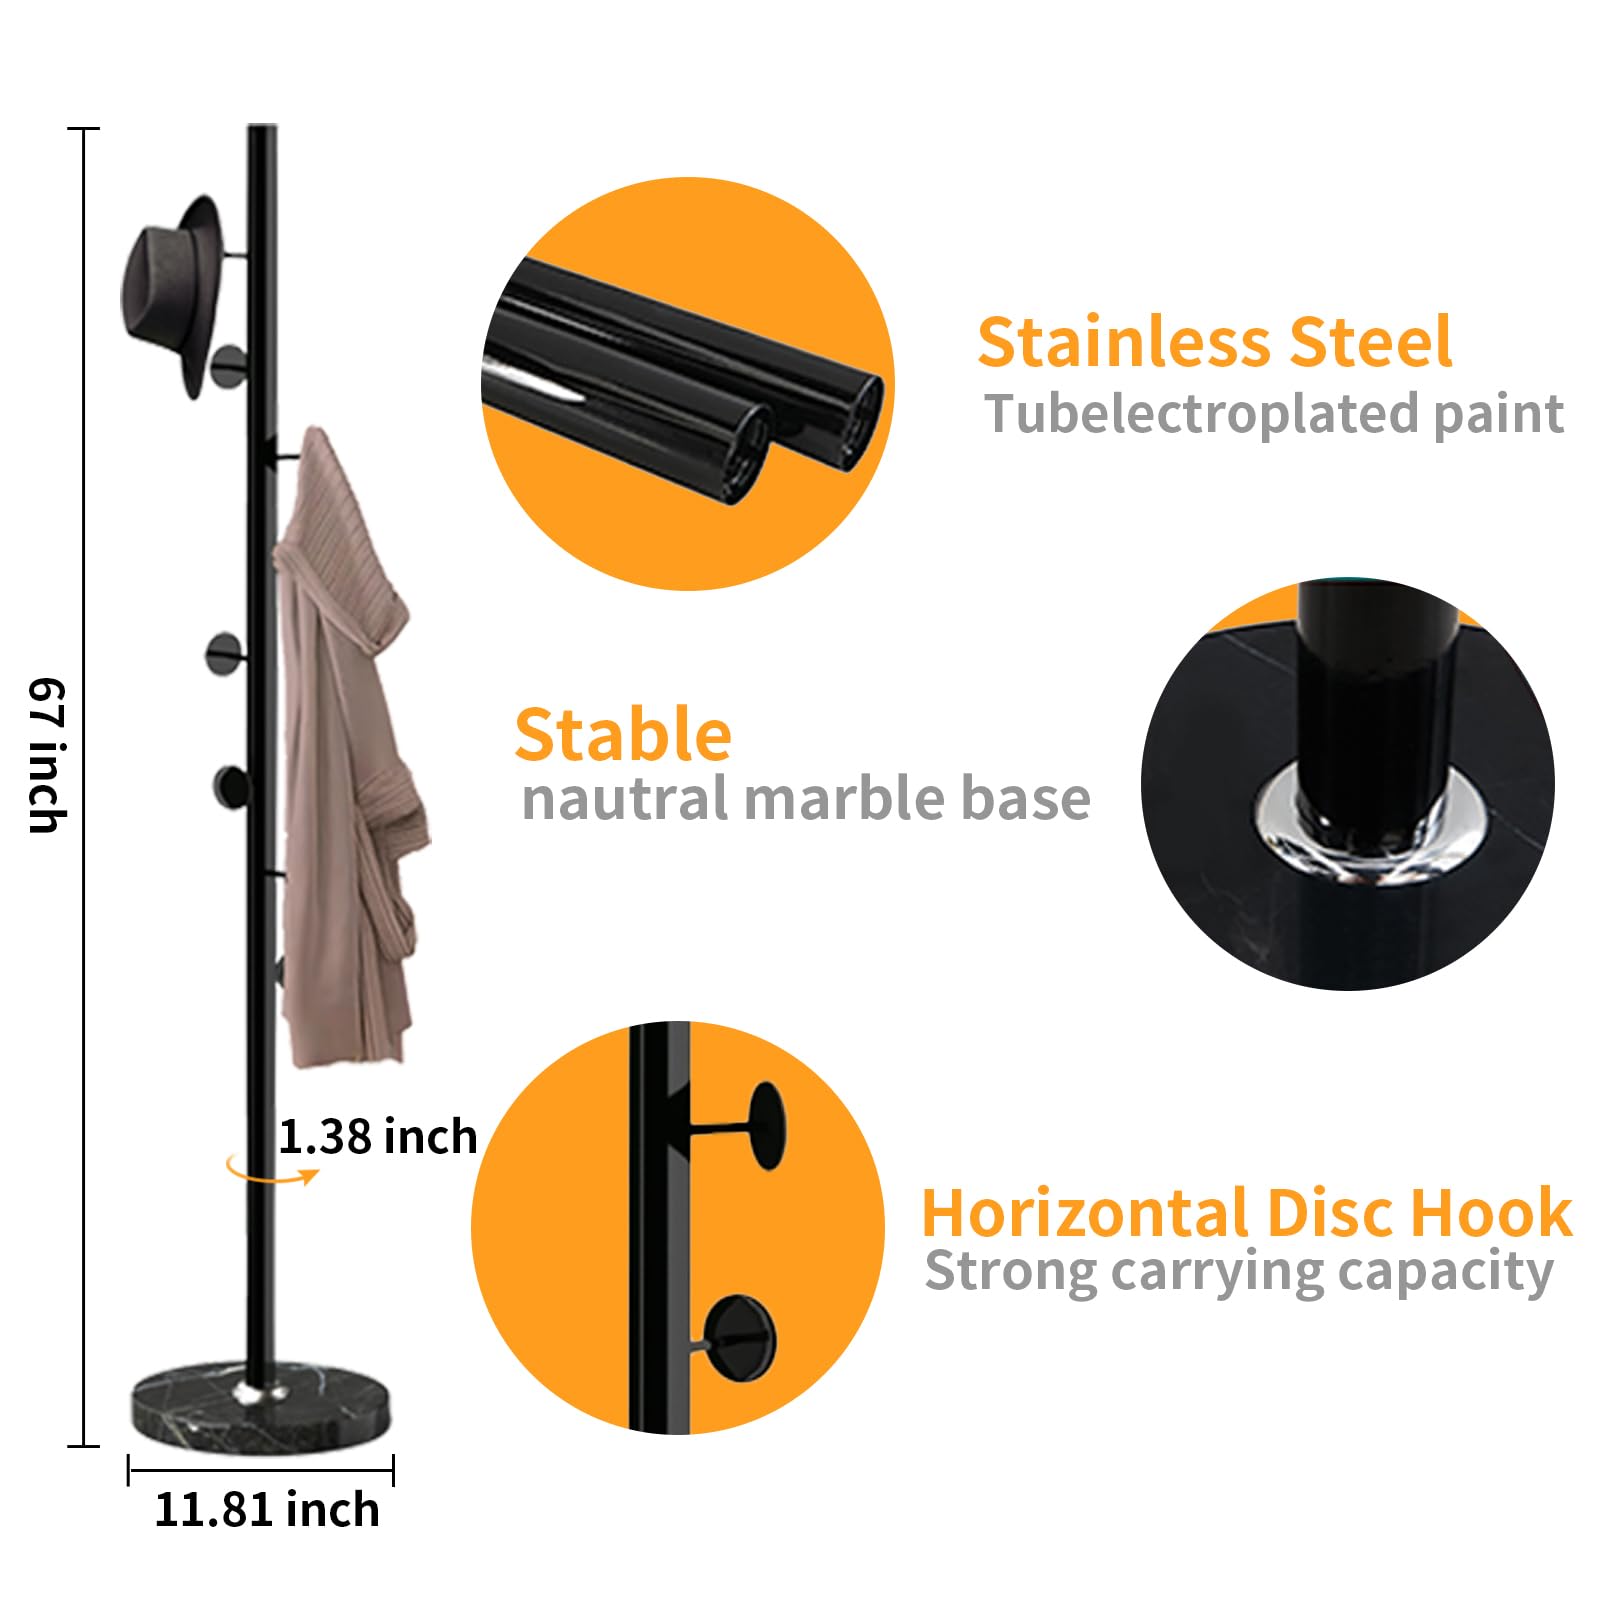 Stainless Steel
Tubelectroplated paint
67 inch
Stable
nautral marble base
1.38 inch
Horizontal Disc Hook
Strong carrying capacity
11.81 inch